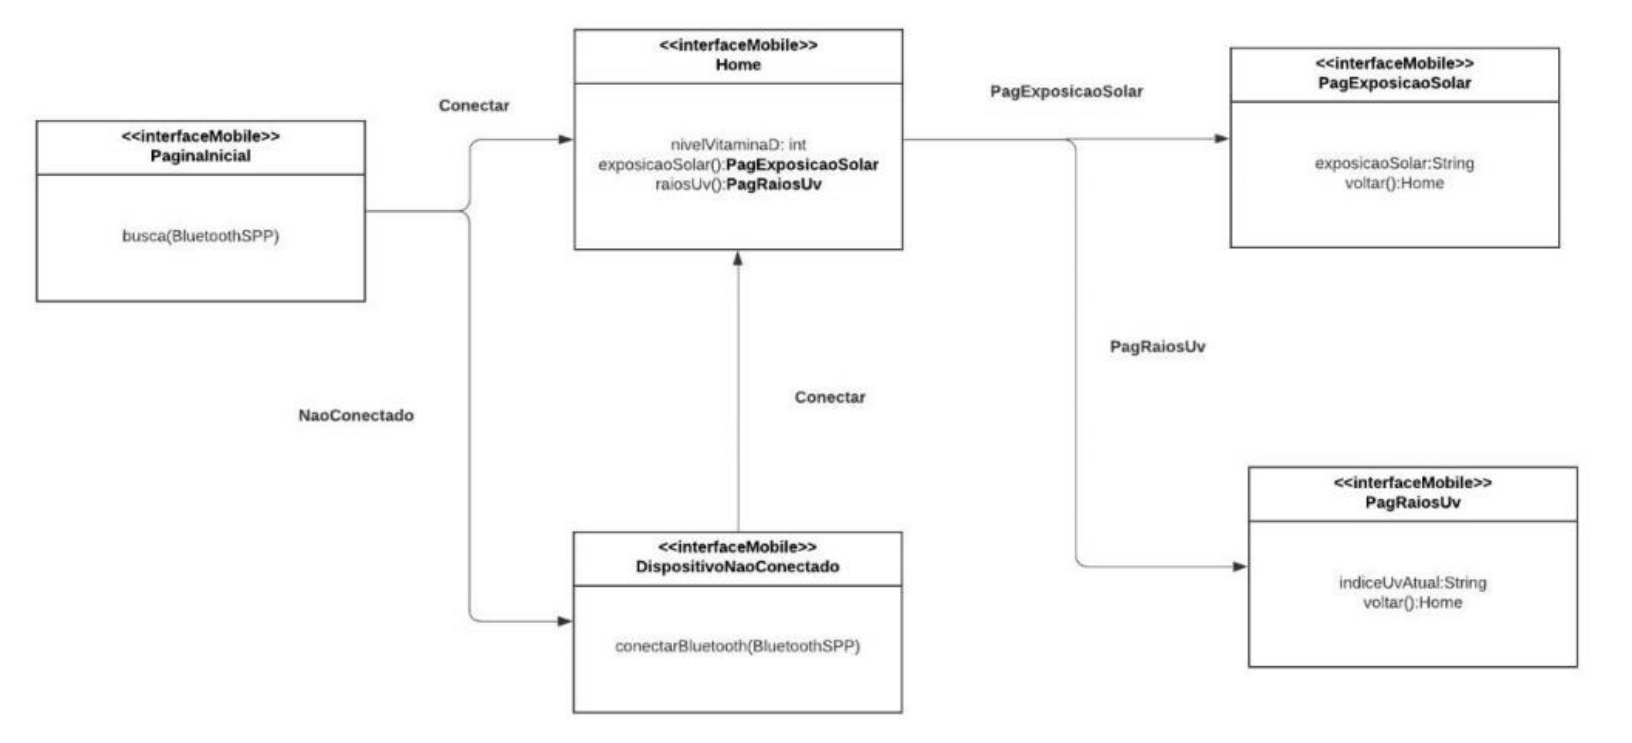 <<interfaceMobile>>
PaginaInicial
busca(BluetoothSPP)
Conectar
NaoConectado
<<interfaceMobile>>
Home
nivelVitaminaD: int
exposicaoSolar():PagExposicaoSolar
raiosUv():PagRaiosUv
Conectar
<<interfaceMobile>>
DispositivoNaoConectado
conectarBluetooth(BluetoothSPP)
PagExposicaoSolar
PagRaiosUv
<<interfaceMobile>>
PagExposicaoSolar
exposicaoSolar:String
voltar():Home
<<interfaceMobile>>
PagRaiosUv
indiceUvAtual:String
voltar():Home